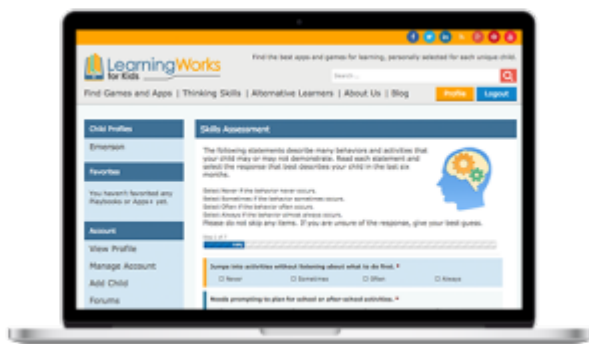 LearningWorks
for Kids
Find the best apps and games for learning, personally selected for each unique child.
Search...
Find Games and Apps | Thinking Skills | Alternative Learners | About Us | Blog
Profile
Logout
Child Profiles
Emerson
Favorites
You haven't favorited any
Playbooks or Apps+ yet.
Account
View Profile
Manage Account
Add Child
Forums
Skills Assessment
The following statements describe many behaviors and activities that
your child may or may not demonstrate. Read each statement and
select the response that best describes your child in the last six
months.
Select Never if the behavior never occurs.
Select Sometimes if the behavior sometimes occurs.
Select Often if the behavior often occurs.
Select Always if the behavior almost always occurs.
Please do not skip any items. If you are unsure of the response, give your best guess.
Jumps into activities without listening about what to do first. *
Never
Sometimes
Often
Always
Needs prompting to plan for school or after-school activities. *